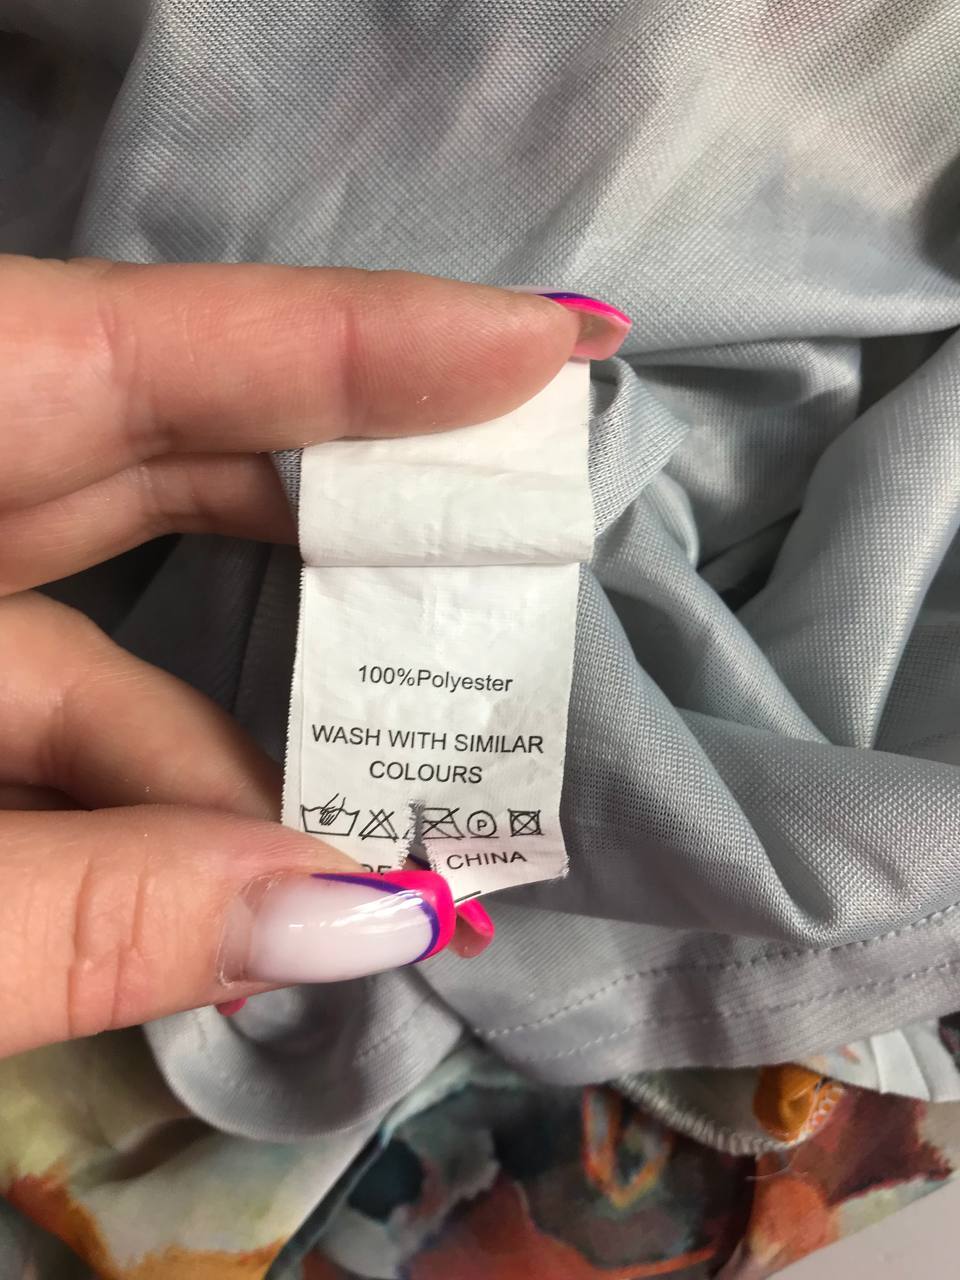 100%Polyester
WASH WITH SIMILAR
COLOURS
P
CHINA